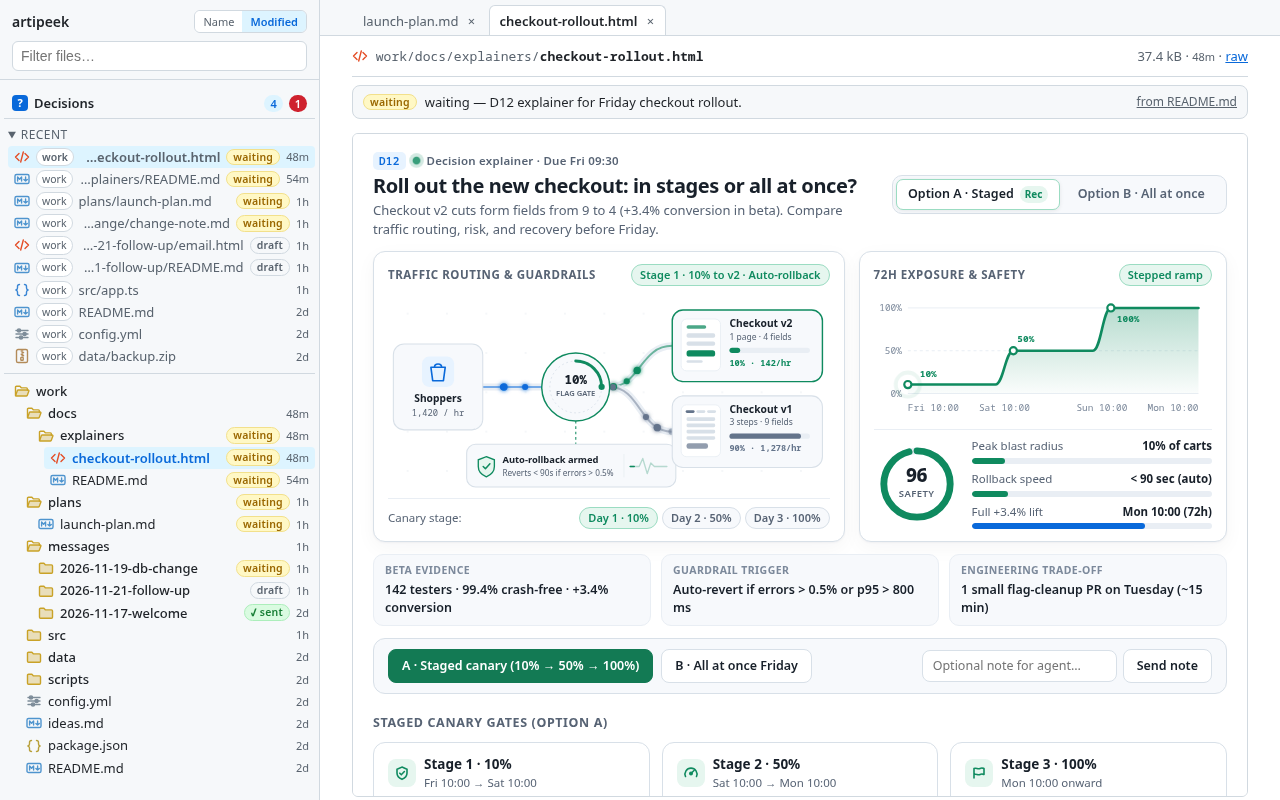 artipeek
Name Modified
Filter files…
? Decisions 4 1
▼ RECENT
work …eckout-rollout.html waiting 48m
work …plainers/README.md waiting 54m
work plans/launch-plan.md waiting 1h
work …ange/change-note.md waiting 1h
work …-21-follow-up/email.html draft 1h
work …1-follow-up/README.md draft 1h
work src/app.ts 1h
work README.md 2d
work config.yml 2d
work data/backup.zip 2d
work
docs 48m
explainers waiting 48m
checkout-rollout.html waiting 48m
README.md waiting 54m
plans waiting 1h
launch-plan.md waiting 1h
messages 1h
2026-11-19-db-change waiting 1h
2026-11-21-follow-up draft 1h
2026-11-17-welcome ✓ sent 2d
src 1h
data 2d
scripts 2d
config.yml 2d
ideas.md 2d
package.json 2d
README.md 2d
launch-plan.md × checkout-rollout.html ×
work/docs/explainers/checkout-rollout.html 37.4 kB · 48m · raw
waiting waiting — D12 explainer for Friday checkout rollout. from README.md
D12 Decision explainer · Due Fri 09:30
Roll out the new checkout: in stages or all at once?
Checkout v2 cuts form fields from 9 to 4 (+3.4% conversion in beta). Compare
traffic routing, risk, and recovery before Friday.
Option A · Staged Rec Option B · All at once
TRAFFIC ROUTING & GUARDRAILS Stage 1 · 10% to v2 · Auto-rollback
Shoppers
1,420 / hr
10%
FLAG GATE
Checkout v2
1 page · 4 fields
10% · 142/hr
Checkout v1
3 steps · 9 fields
90% · 1,278/hr
Auto-rollback armed
Reverts < 90s if errors > 0.5%
Canary stage: Day 1 · 10% Day 2 · 50% Day 3 · 100%
72H EXPOSURE & SAFETY Stepped ramp
100%
50%
0%
10%
50%
100%
Fri 10:00 Sat 10:00 Sun 10:00 Mon 10:00
96
SAFETY
Peak blast radius 10% of carts
Rollback speed < 90 sec (auto)
Full +3.4% lift Mon 10:00 (72h)
BETA EVIDENCE
142 testers · 99.4% crash-free · +3.4%
conversion
GUARDRAIL TRIGGER
Auto-revert if errors > 0.5% or p95 > 800
ms
ENGINEERING TRADE-OFF
1 small flag-cleanup PR on Tuesday (~15
min)
A · Staged canary (10% → 50% → 100%) B · All at once Friday Optional note for agent… Send note
STAGED CANARY GATES (OPTION A)
Stage 1 · 10%
Fri 10:00 → Sat 10:00
Stage 2 · 50%
Sat 10:00 → Mon 10:00
Stage 3 · 100%
Mon 10:00 onward